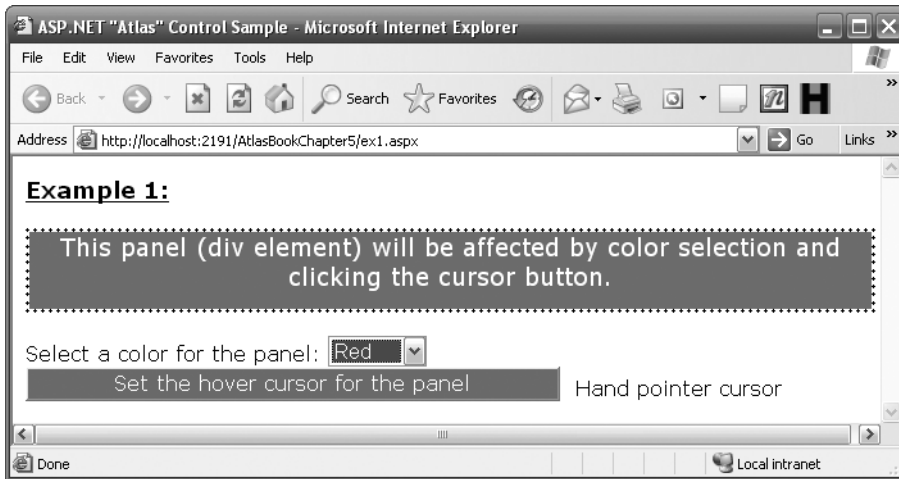 ASP.NET "Atlas" Control Sample - Microsoft Internet Explorer
File Edit View Favorites Tools Help
Back Search Favorites
Address http://localhost:2191/AtlasBookChapter5/ex1.aspx Go Links
Example 1:
This panel (div element) will be affected by color selection and
clicking the cursor button.
Select a color for the panel: Red
Set the hover cursor for the panel Hand pointer cursor
Done Local intranet